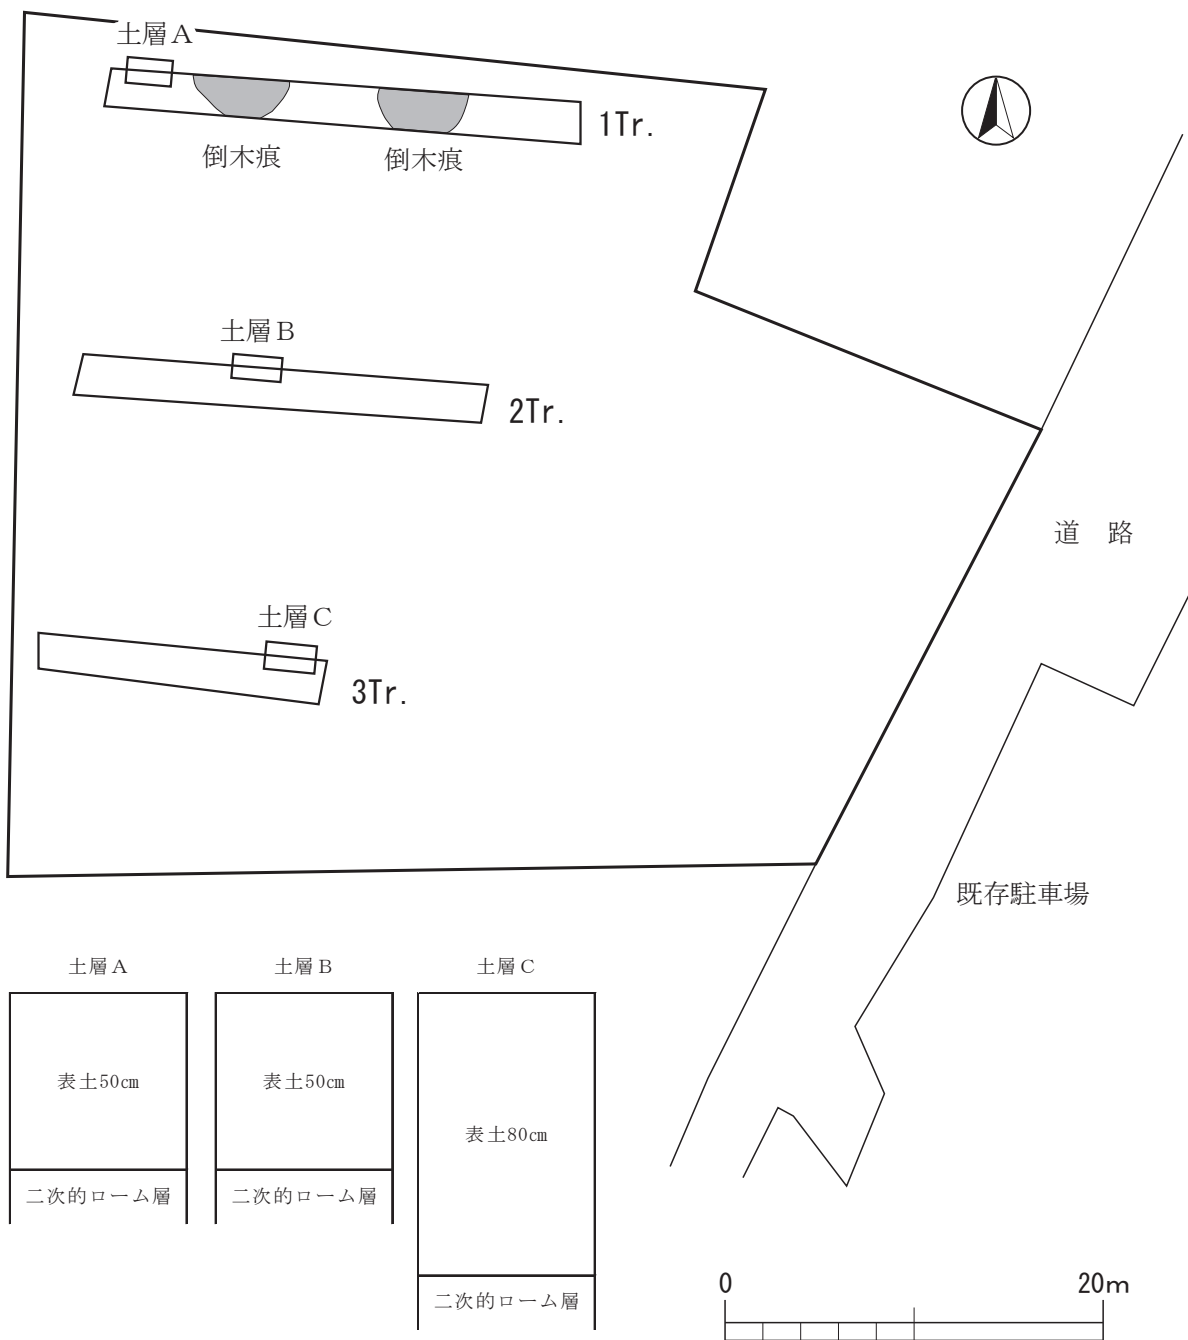 土層Ａ
1Tr.
倒木痕
倒木痕
土層Ｂ
2Tr.
道　路
土層Ｃ
3Tr.
既存駐車場
土層Ａ
土層Ｂ
土層Ｃ
表土50㎝
表土50㎝
表土80㎝
二次的ローム層
二次的ローム層
二次的ローム層
0
20m